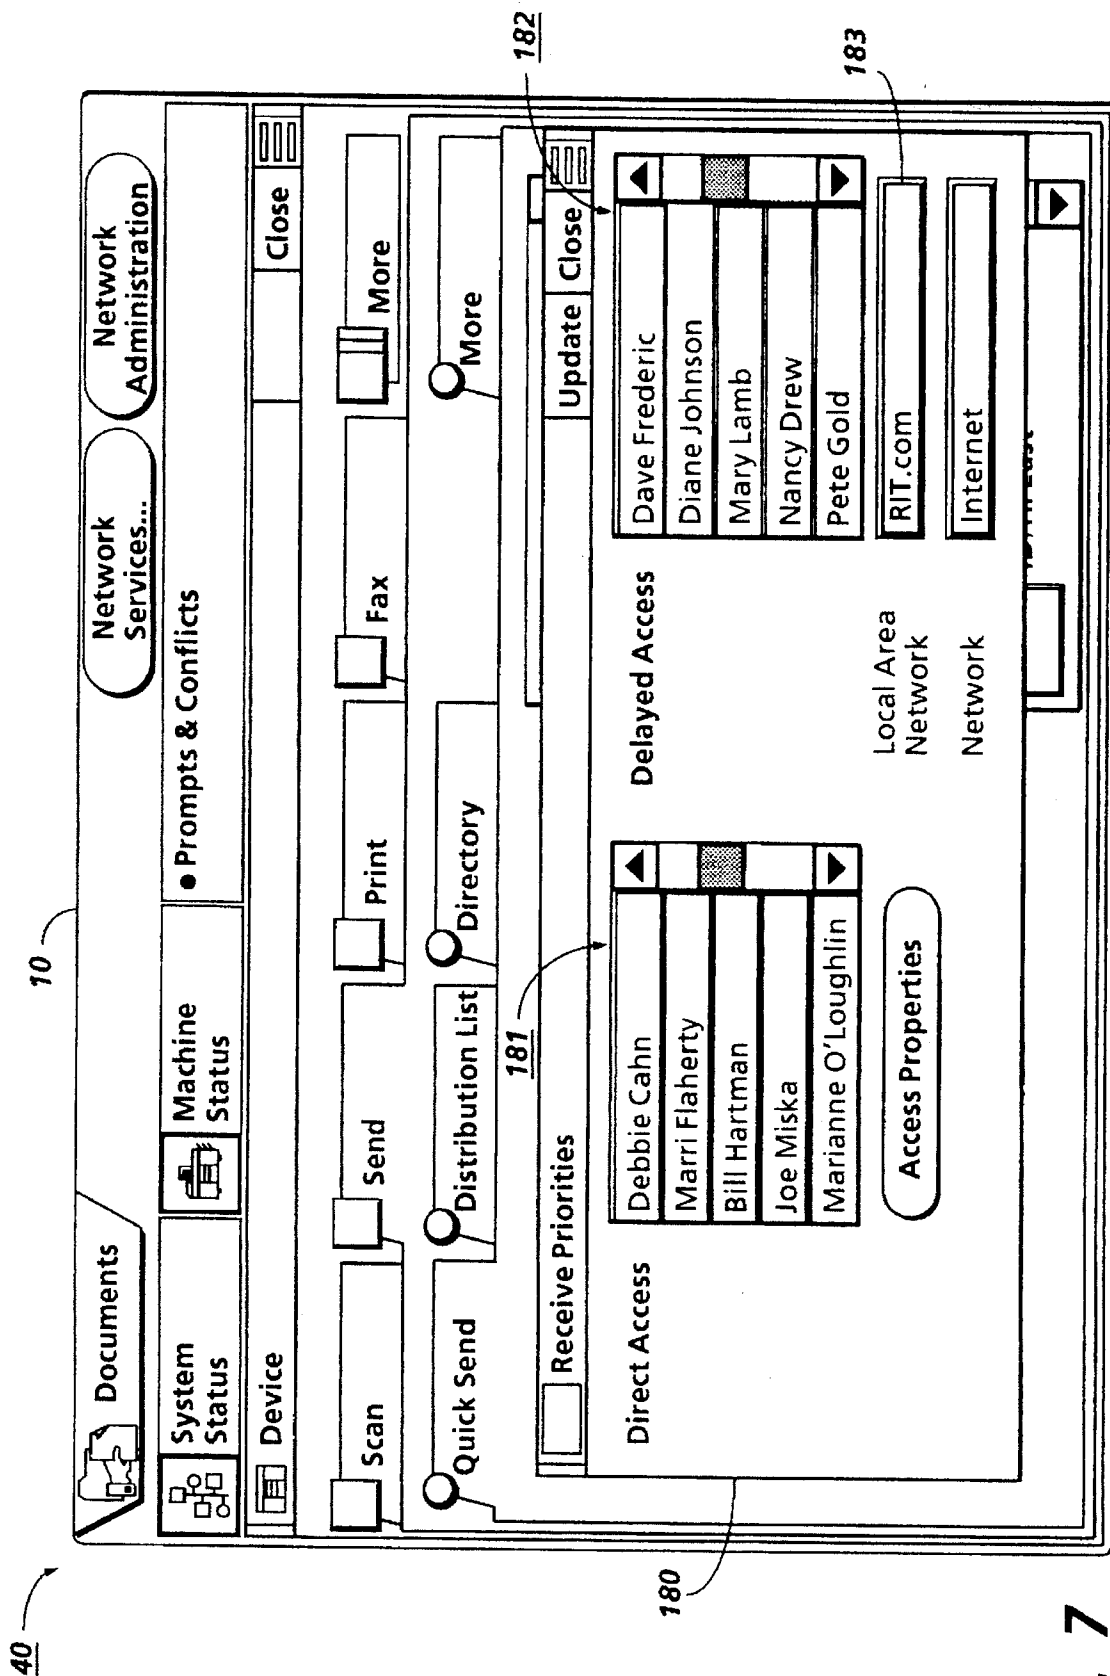 40
10
Documents
Network
Services...
Network
Administration
System
Status
Machine
Status
● Prompts & Conflicts
Device
Close
Scan
Send
Print
Fax
More
Quick Send
Distribution List
Directory
More
180
181
182
183
Receive Priorities
Update
Close
Direct Access
Debbie Cahn
Marri Flaherty
Bill Hartman
Joe Miska
Marianne O'Loughlin
Access Properties
Delayed Access
Dave Frederic
Diane Johnson
Mary Lamb
Nancy Drew
Pete Gold
Local Area
Network
RIT.com
Network
Internet
7